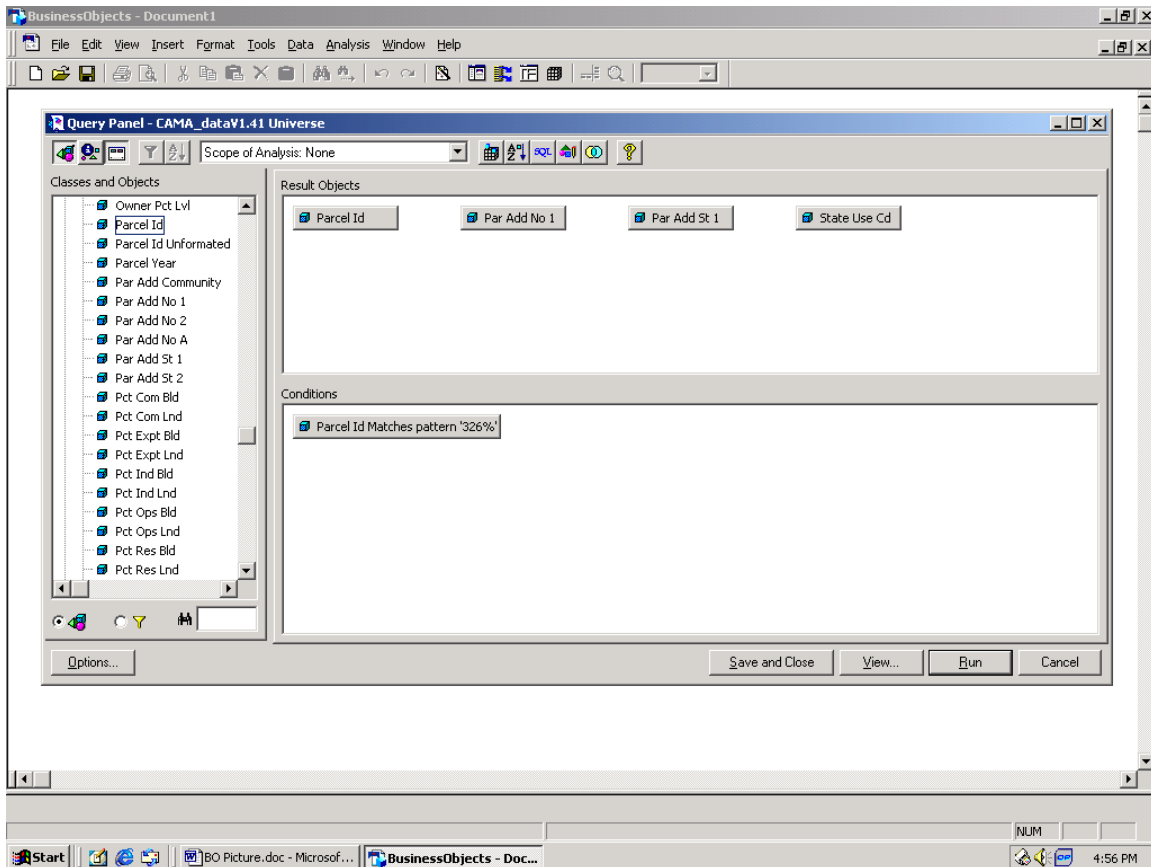 BusinessObjects - Document1
File Edit View Insert Format Tools Data Analysis Window Help
Query Panel - CAMA_dataV1.41 Universe
Scope of Analysis: None
SQL
Classes and Objects
Owner Pct Lvl
Parcel Id
Parcel Id Unformated
Parcel Year
Par Add Community
Par Add No 1
Par Add No 2
Par Add No A
Par Add St 1
Par Add St 2
Pct Com Bld
Pct Com Lnd
Pct Expt Bld
Pct Expt Lnd
Pct Ind Bld
Pct Ind Lnd
Pct Ops Bld
Pct Ops Lnd
Pct Res Bld
Pct Res Lnd
Result Objects
Parcel Id Par Add No 1 Par Add St 1 State Use Cd
Conditions
Parcel Id Matches pattern '326%'
Options... Save and Close View... Run Cancel
NUM
Start BO Picture.doc - Microsof... BusinessObjects - Doc... 4:56 PM